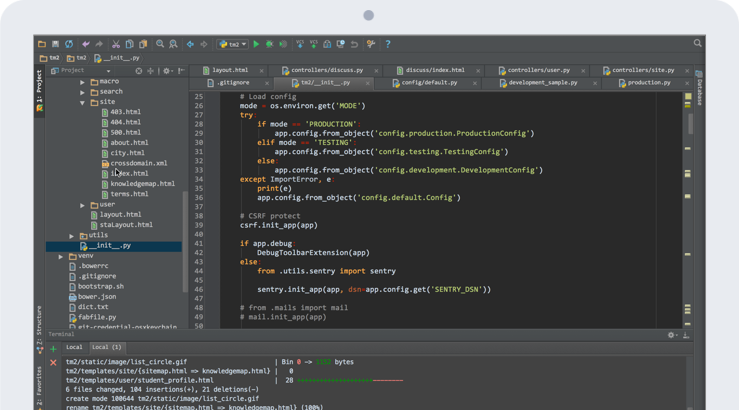 tm2 tm2 __init__.py
tm2
1: Project
Project
macro
search
site
403.html
404.html
500.html
about.html
city.html
crossdomain.xml
index.html
knowledgemap.html
terms.html
user
layout.html
staLayout.html
utils
__init__.py
venv
.bowerrc
.gitignore
bootstrap.sh
bower.json
dict.txt
fabfile.py
git-credential-osxkeychain
layout.html controllers/discuss.py discuss/index.html controllers/user.py controllers/site.py
.gitignore tm2/__init__.py config/default.py development_sample.py production.py
Database
25 # Load config
26 mode = os.environ.get('MODE')
27 try:
28 if mode == 'PRODUCTION':
29 app.config.from_object('config.production.ProductionConfig')
30 elif mode == 'TESTING':
31 app.config.from_object('config.testing.TestingConfig')
32 else:
33 app.config.from_object('config.development.DevelopmentConfig')
34 except ImportError, e:
35 print(e)
36 app.config.from_object('config.default.Config')
37
38 # CSRF protect
39 csrf.init_app(app)
40
41 if app.debug:
42 DebugToolbarExtension(app)
43 else:
44 from .utils.sentry import sentry
45
46 sentry.init_app(app, dsn=app.config.get('SENTRY_DSN'))
47
48 # from .mails import mail
49 # mail.init_app(app)
50
Terminal
2: Structure
2: Favorites
Local Local (1)
tm2/static/image/list_circle.gif | Bin 0 -> bytes
tm2/templates/site/{sitemap.html => knowledgemap.html} | 0
tm2/templates/user/student_profile.html | 28
6 files changed, 104 insertions(+), 21 deletions(-)
create mode 100644 tm2/static/image/list_circle.gif
rename tm2/templates/site/{sitemap.html => knowledgemap.html} (100%)